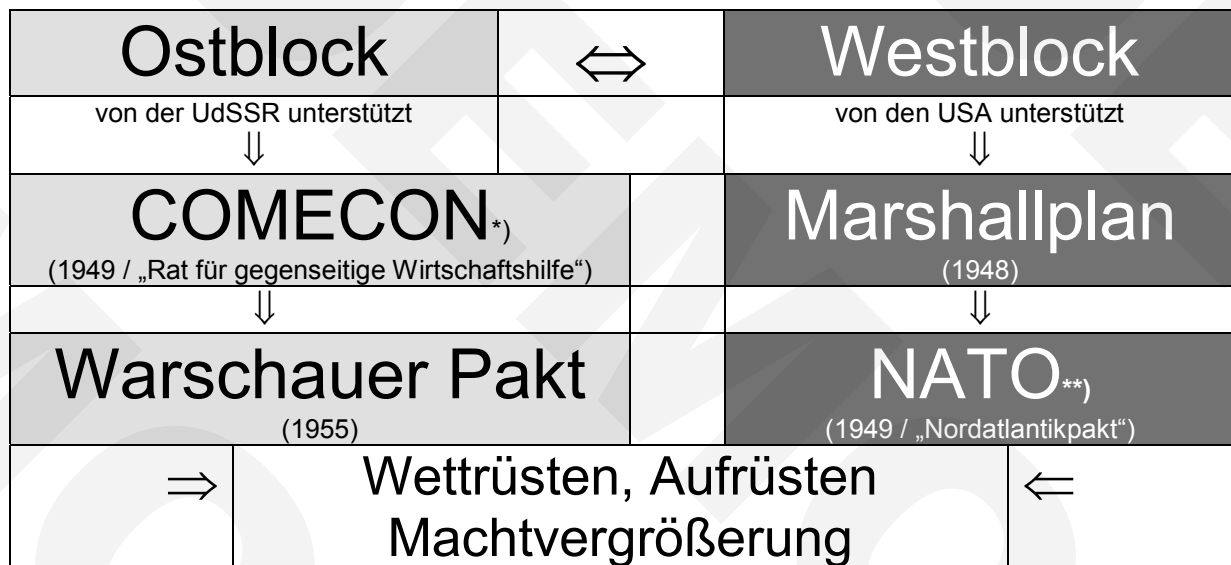 Ostblock ⇔ Westblock
von der UdSSR unterstützt von den USA unterstützt
⇓ ⇓
COMECON*) Marshallplan
(1949 / „Rat für gegenseitige Wirtschaftshilfe“) (1948)
⇓ ⇓
Warschauer Pakt NATO**)
(1955) (1949 / „Nordatlantikpakt“)
⇒ Wettrüsten, Aufrüsten ⇐
Machtvergrößerung